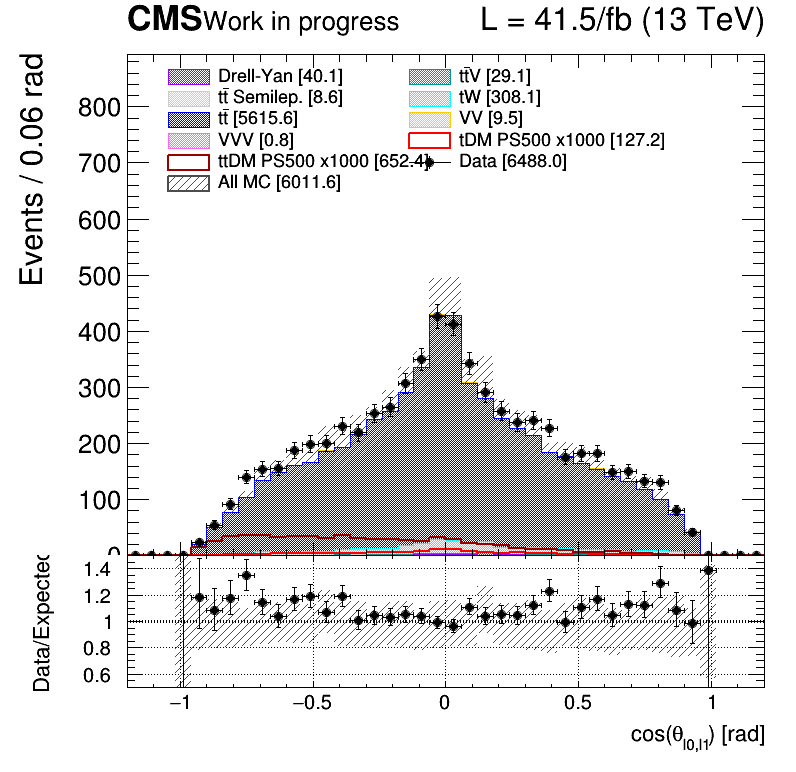 CMS Work in progress L = 41.5/fb (13 TeV)
Drell-Yan [40.1] tt̄V [29.1]
tt̄ Semilep. [8.6] tW [308.1]
tt̄ [5615.6] VV [9.5]
VVV [0.8] tDM PS500 x1000 [127.2]
ttDM PS500 x1000 [652.4] Data [6488.0]
All MC [6011.6]
Events / 0.06 rad
800
700
600
500
400
300
200
100
0
Data/Expected
1.4
1.2
1
0.8
0.6
−1 −0.5 0 0.5 1
cos(θl0,l1) [rad]